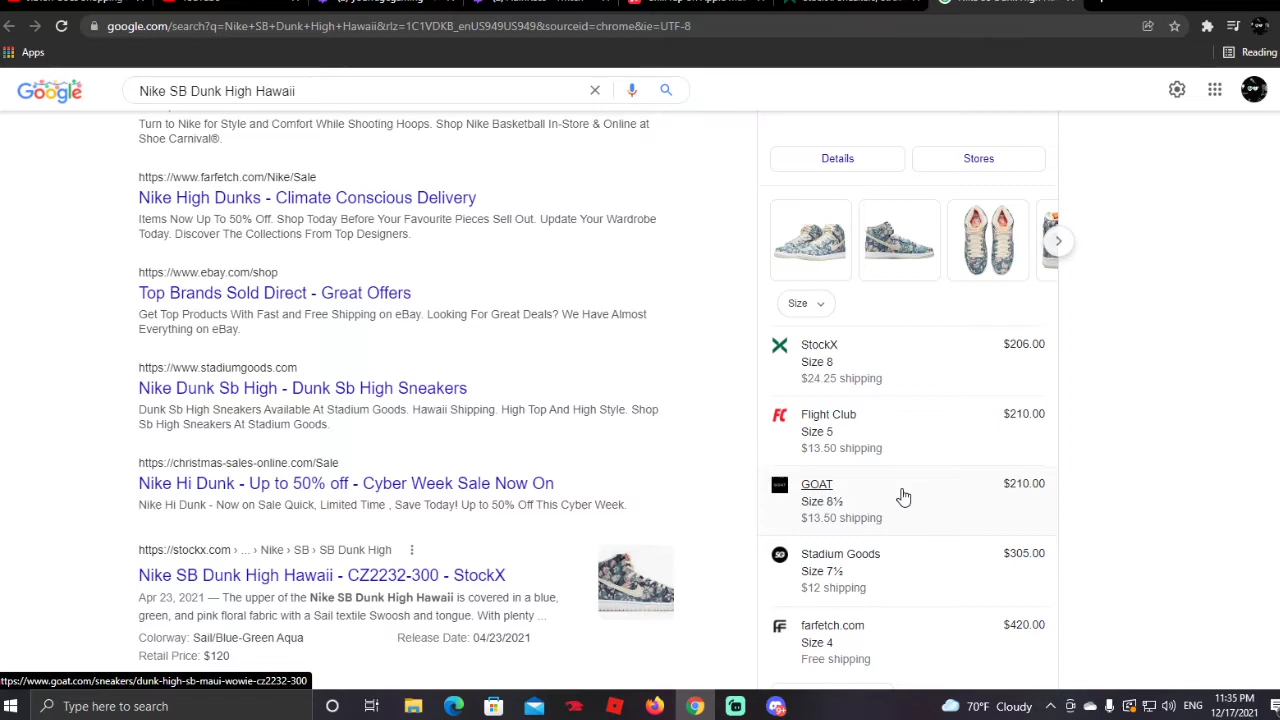 google.com/search?q=Nike+SB+Dunk+High+Hawaii&rlz=1C1VDKB_enUS949US949&sourceid=chrome&ie=UTF-8
Apps
Reading
Google
Nike SB Dunk High Hawaii
Turn to Nike for Style and Comfort While Shooting Hoops. Shop Nike Basketball In-Store & Online at
Shoe Carnival®.
https://www.farfetch.com/Nike/Sale
Nike High Dunks - Climate Conscious Delivery
Items Now Up To 50% Off. Shop Today Before Your Favourite Pieces Sell Out. Update Your Wardrobe
Today. Discover The Collections From Top Designers.
https://www.ebay.com/shop
Top Brands Sold Direct - Great Offers
Get Top Products With Fast and Free Shipping on eBay. Looking For Great Deals? We Have Almost
Everything on eBay.
https://www.stadiumgoods.com
Nike Dunk Sb High - Dunk Sb High Sneakers
Dunk Sb High Sneakers Available At Stadium Goods. Hawaii Shipping. High Top And High Style. Shop
Sb High Sneakers At Stadium Goods.
https://christmas-sales-online.com/Sale
Nike Hi Dunk - Up to 50% off - Cyber Week Sale Now On
Nike Hi Dunk - Now on Sale Quick, Limited Time , Save Today! Up to 50% Off This Cyber Week.
https://stockx.com › ... › Nike › SB › SB Dunk High
Nike SB Dunk High Hawaii - CZ2232-300 - StockX
Apr 23, 2021 — The upper of the Nike SB Dunk High Hawaii is covered in a blue,
green, and pink floral fabric with a Sail textile Swoosh and tongue. With plenty ...
Colorway: Sail/Blue-Green Aqua Release Date: 04/23/2021
Retail Price: $120
Details
Stores
Size
StockX $206.00
Size 8
$24.25 shipping
FC
Flight Club $210.00
Size 5
$13.50 shipping
GOAT
GOAT $210.00
Size 8½
$13.50 shipping
SG
Stadium Goods $305.00
Size 7½
$12 shipping
farfetch.com $420.00
Size 4
Free shipping
ttps://www.goat.com/sneakers/dunk-high-sb-maui-wowie-cz2232-300
Type here to search
70°F Cloudy
ENG
11:35 PM
12/17/2021